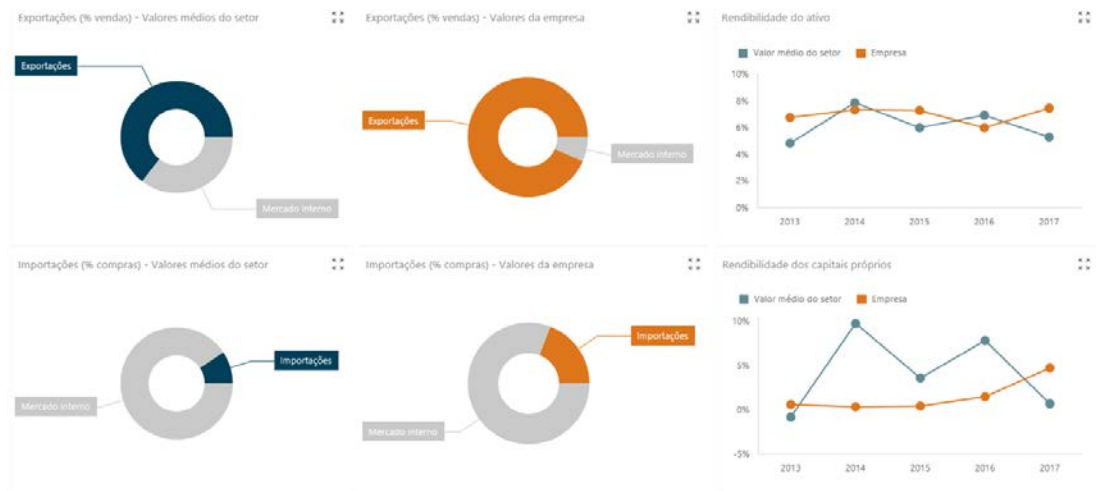 Exportações (% vendas) - Valores médios do setor
Exportações
Mercado Interno
Exportações (% vendas) - Valores da empresa
Exportações
Mercado Interno
Rendibilidade do ativo
Valor médio do setor
Empresa
10%
8%
6%
4%
2%
0%
2013 2014 2015 2016 2017
Importações (% compras) - Valores médios do setor
Importações
Mercado Interno
Importações (% compras) - Valores da empresa
Importações
Mercado Interno
Rendibilidade dos capitais próprios
Valor médio do setor
Empresa
10%
5%
0%
-5%
2013 2014 2015 2016 2017